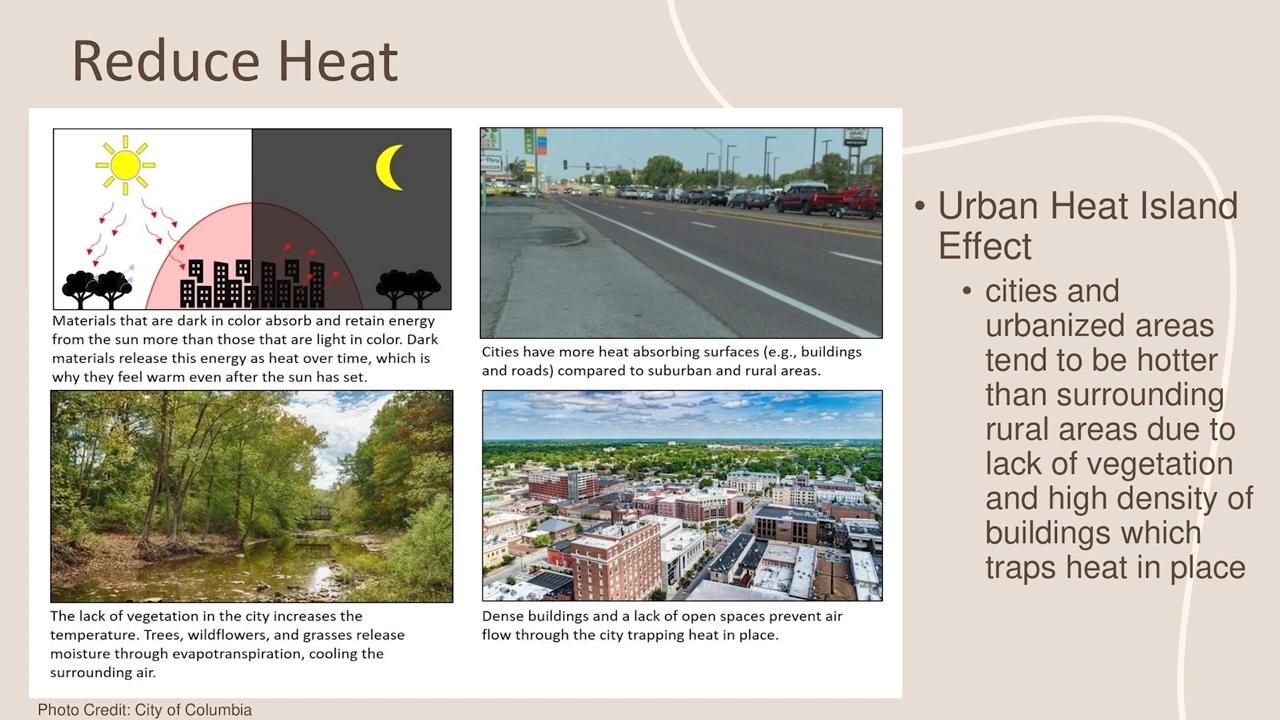 Reduce Heat
Materials that are dark in color absorb and retain energy
from the sun more than those that are light in color. Dark
materials release this energy as heat over time, which is
why they feel warm even after the sun has set.
Cities have more heat absorbing surfaces (e.g., buildings
and roads) compared to suburban and rural areas.
The lack of vegetation in the city increases the
temperature. Trees, wildflowers, and grasses release
moisture through evapotranspiration, cooling the
surrounding air.
Dense buildings and a lack of open spaces prevent air
flow through the city trapping heat in place.
• Urban Heat Island
Effect
• cities and
urbanized areas
tend to be hotter
than surrounding
rural areas due to
lack of vegetation
and high density of
buildings which
traps heat in place
Photo Credit: City of Columbia